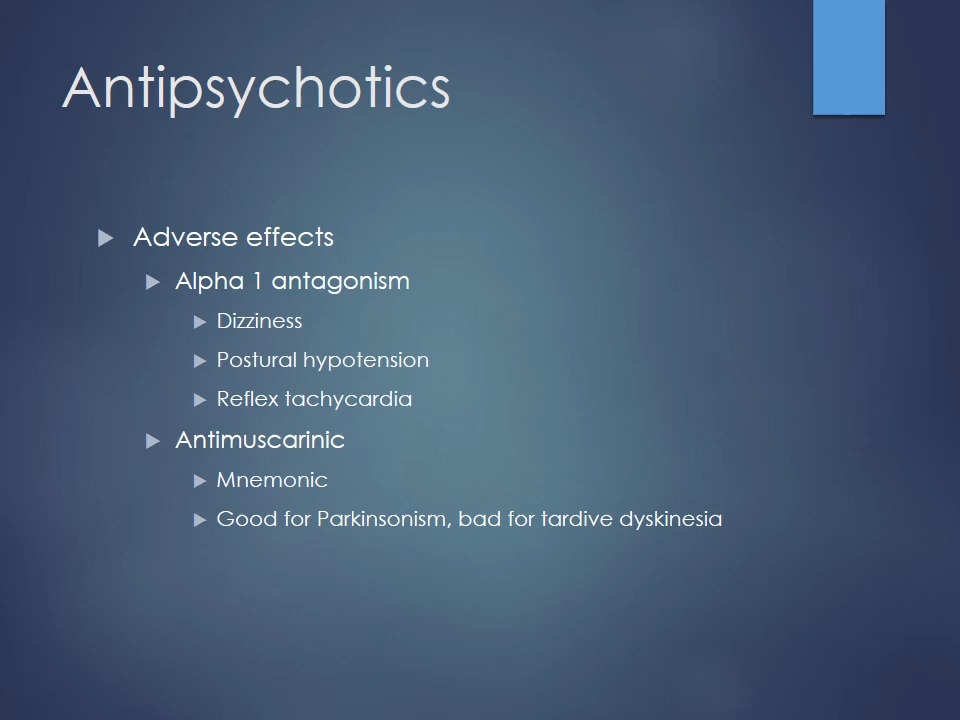 Antipsychotics
Adverse effects
Alpha 1 antagonism
Dizziness
Postural hypotension
Reflex tachycardia
Antimuscarinic
Mnemonic
Good for Parkinsonism, bad for tardive dyskinesia